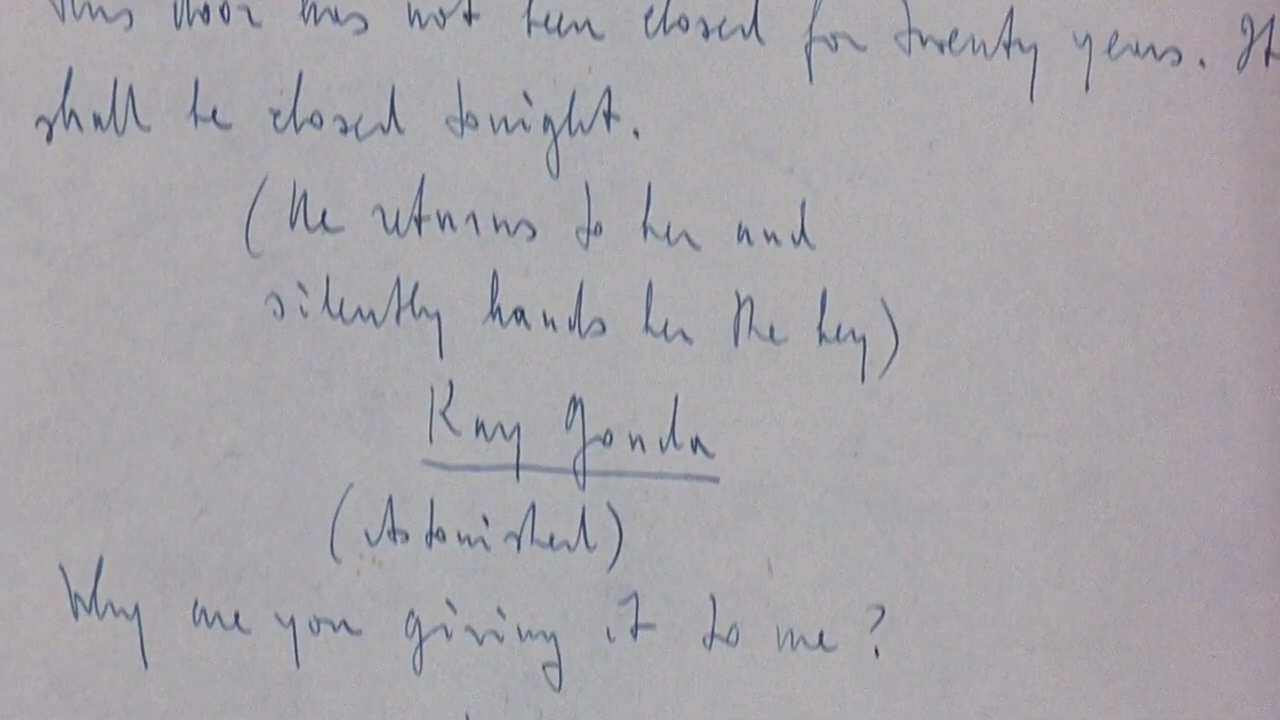 This door has not been closed for twenty years. It
shall be closed tonight.
(He returns to her and
silently hands her the key)
Kay Gonda
(Astonished)
Why are you giving it to me?